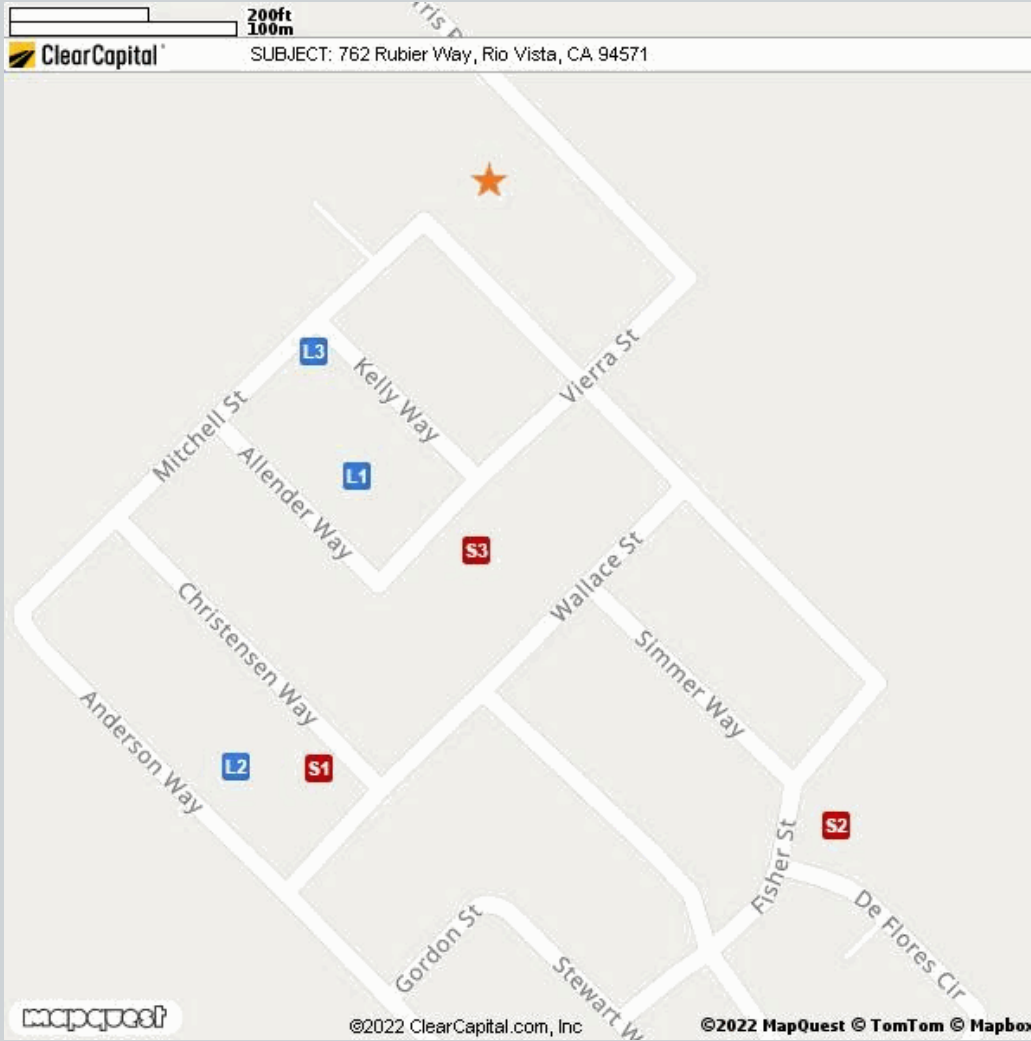 200ft
100m
ClearCapital
SUBJECT: 762 Rubier Way, Rio Vista, CA 94571
Vierra St
L3
Kelly Way
Mitchell St
Allender Way
L1
S3
Wallace St
Christensen Way
Simmer Way
Anderson Way
L2
S1
S2
Fisher St
De Flores Cir
Gordon St
Stewart W
mapquest
©2022 ClearCapital.com, Inc
©2022 MapQuest © TomTom © Mapbox